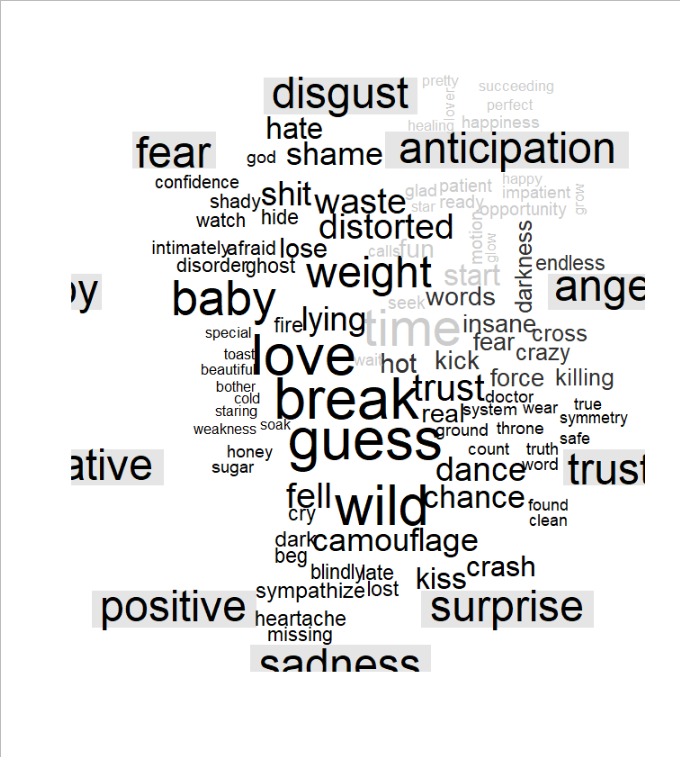 disgust
pretty
succeeding
lover
perfect
hate
healing
happiness
fear
god
shame
anticipation
confidence
shady
shit
waste
glad
patient
happy
impatient
grow
star
ready
opportunity
watch
hide
distorted
motion
glow
darkness
intimately
afraid
lose
calls
fun
disorder
ghost
weight
start
endless
by
baby
seek
words
ange
special
fire
lying
time
insane
cross
fear
toast
love
wait
hot
kick
crazy
beautiful
bother
break
trust
force
killing
cold
staring
real
system
doctor
wear
true
symmetry
weakness
soak
guess
ground
throne
safe
honey
count
truth
ative
sugar
dance
word
trust
fell
wild
chance
found
cry
clean
dark
camouflage
beg
blindly
late
kiss
crash
sympathize
lost
positive
heartache
surprise
missing
sadness